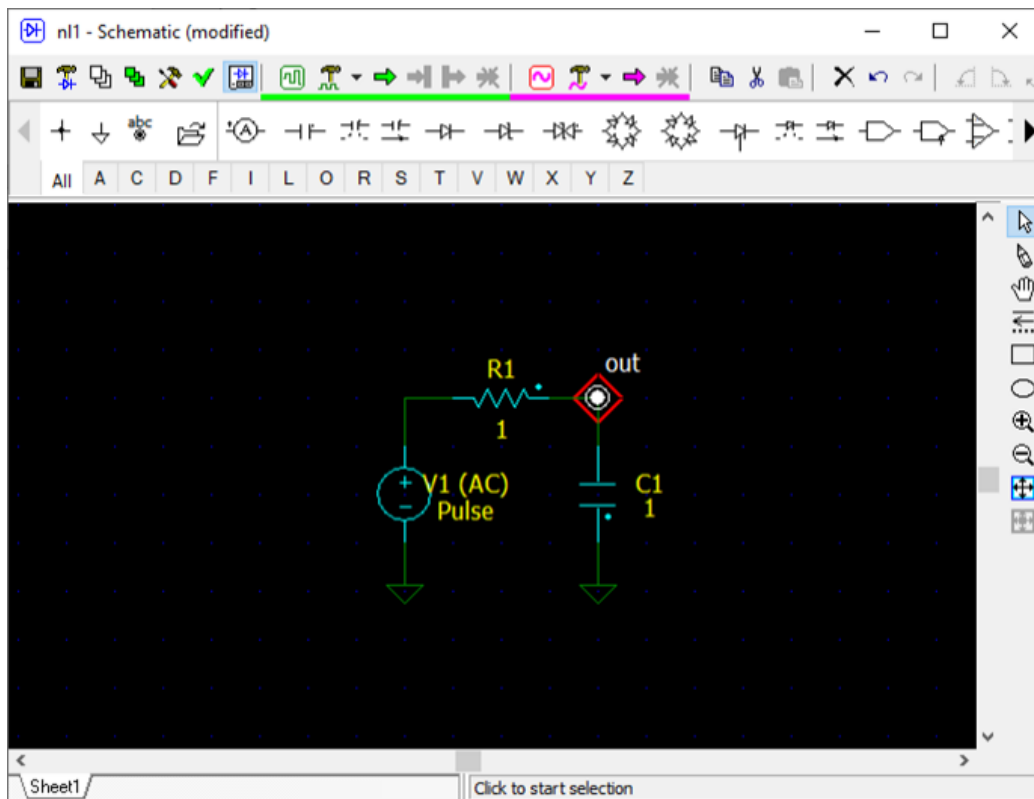 nl1 - Schematic (modified)
abc
A
All A C D F I L O R S T V W X Y Z
R1
out
1
V1 (AC)
Pulse
C1
1
Sheet1
Click to start selection